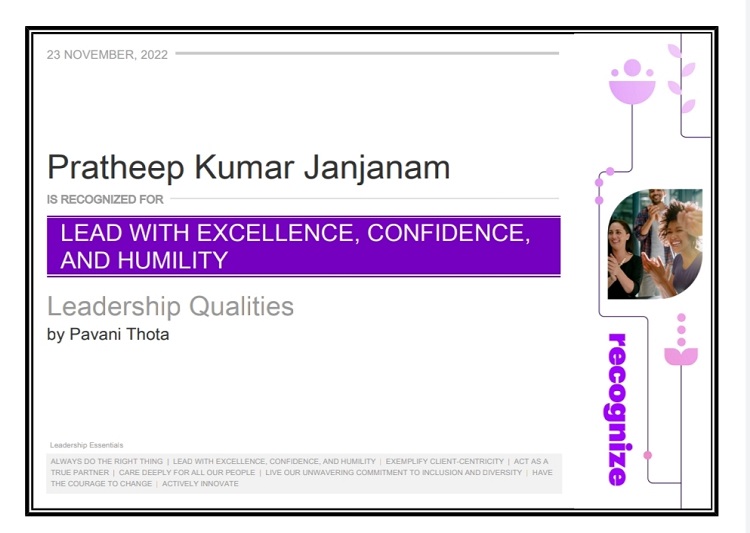 23 NOVEMBER, 2022
Pratheep Kumar Janjanam
IS RECOGNIZED FOR
LEAD WITH EXCELLENCE, CONFIDENCE,
AND HUMILITY
Leadership Qualities
by Pavani Thota
Leadership Essentials
ALWAYS DO THE RIGHT THING | LEAD WITH EXCELLENCE, CONFIDENCE, AND HUMILITY | EXEMPLIFY CLIENT-CENTRICITY | ACT AS A
TRUE PARTNER | CARE DEEPLY FOR ALL OUR PEOPLE | LIVE OUR UNWAVERING COMMITMENT TO INCLUSION AND DIVERSITY | HAVE
THE COURAGE TO CHANGE | ACTIVELY INNOVATE
recognize